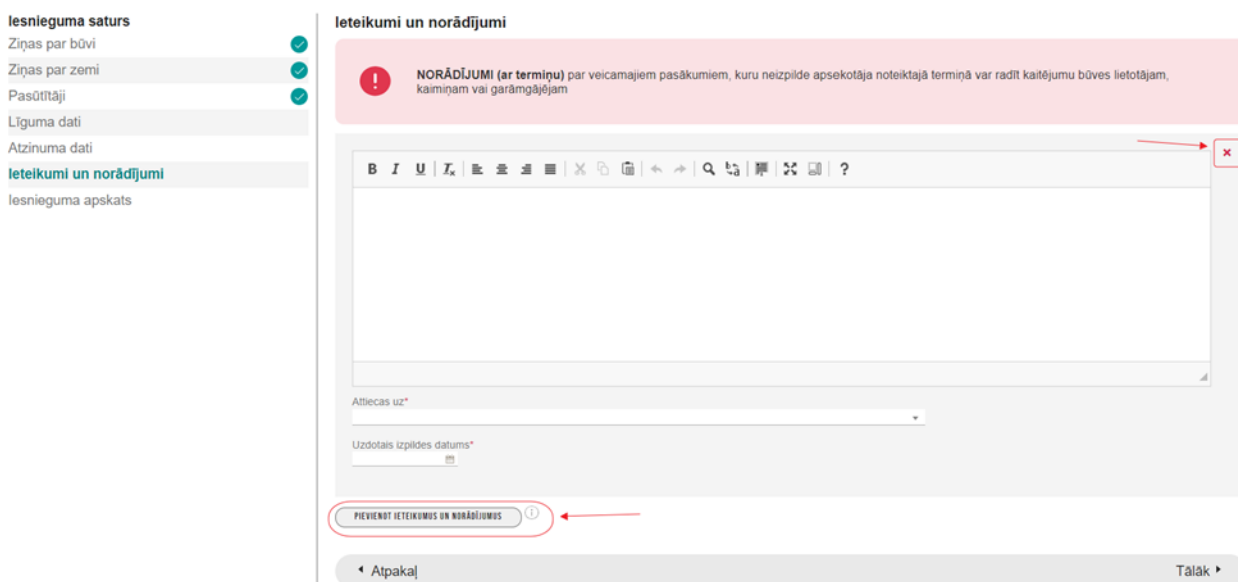 Iesnieguma saturs
Ziņas par būvi
Ziņas par zemi
Pasūtītāji
Līguma dati
Atzinuma dati
Ieteikumi un norādījumi
Iesnieguma apskats
Ieteikumi un norādījumi
NORĀDĪJUMI (ar termiņu) par veicamajiem pasākumiem, kuru neizpilde apsekotāja noteiktajā termiņā var radīt kaitējumu būves lietotājam,
kaimiņam vai garāmgājējam
B I U Tx ?
Attiecas uz*
Uzdotais izpildes datums*
PIEVIENOT IETEIKUMUS UN NORĀDĪJUMUS
Atpakaļ
Tālāk